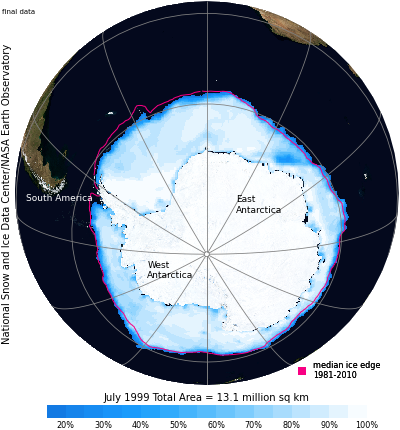 final data
National Snow and Ice Data Center/NASA Earth Observatory
South America
East
Antarctica
West
Antarctica
median ice edge
1981-2010
July 1999 Total Area = 13.1 million sq km
20% 30% 40% 50% 60% 70% 80% 90% 100%